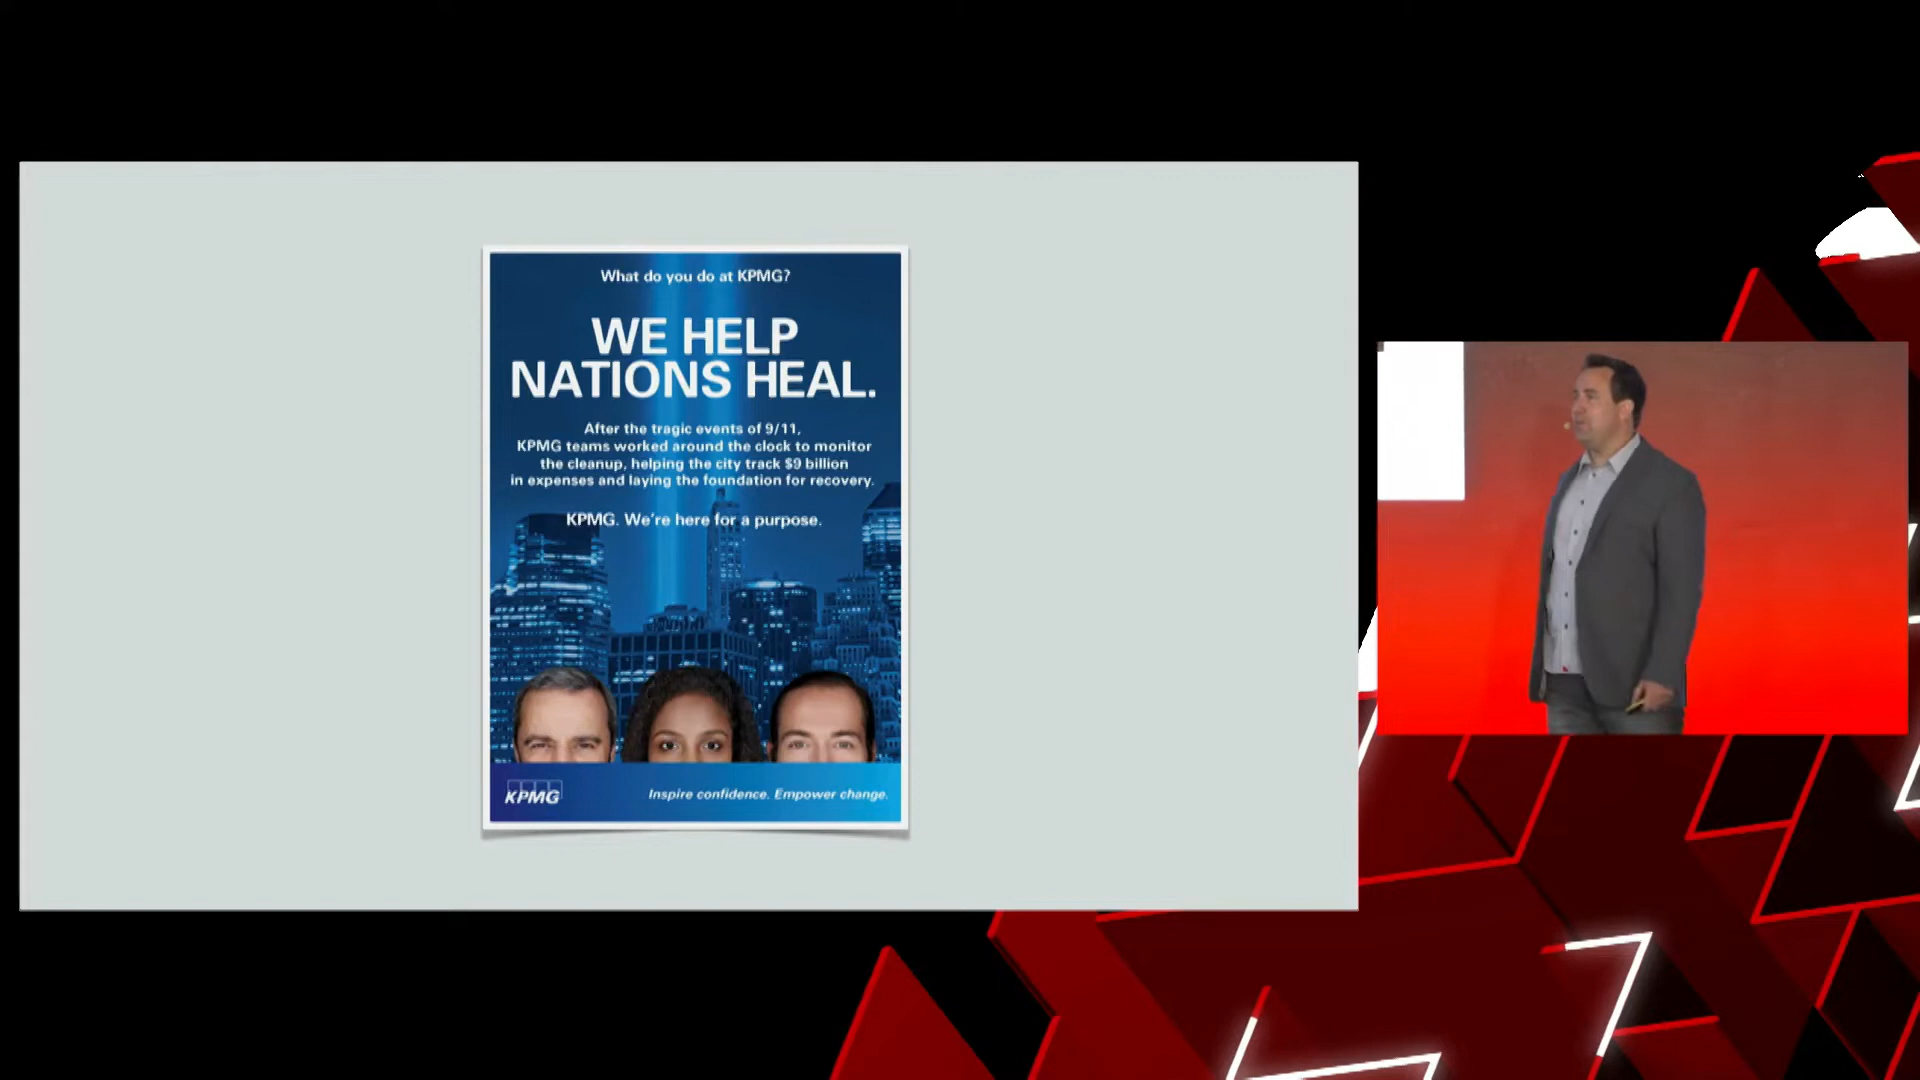 What do you do at KPMG?
WE HELP
NATIONS HEAL.
After the tragic events of 9/11,
KPMG teams worked around the clock to monitor
the cleanup, helping the city track $9 billion
in expenses and laying the foundation for recovery.
KPMG. We're here for a purpose.
KPMG
Inspire confidence. Empower change.